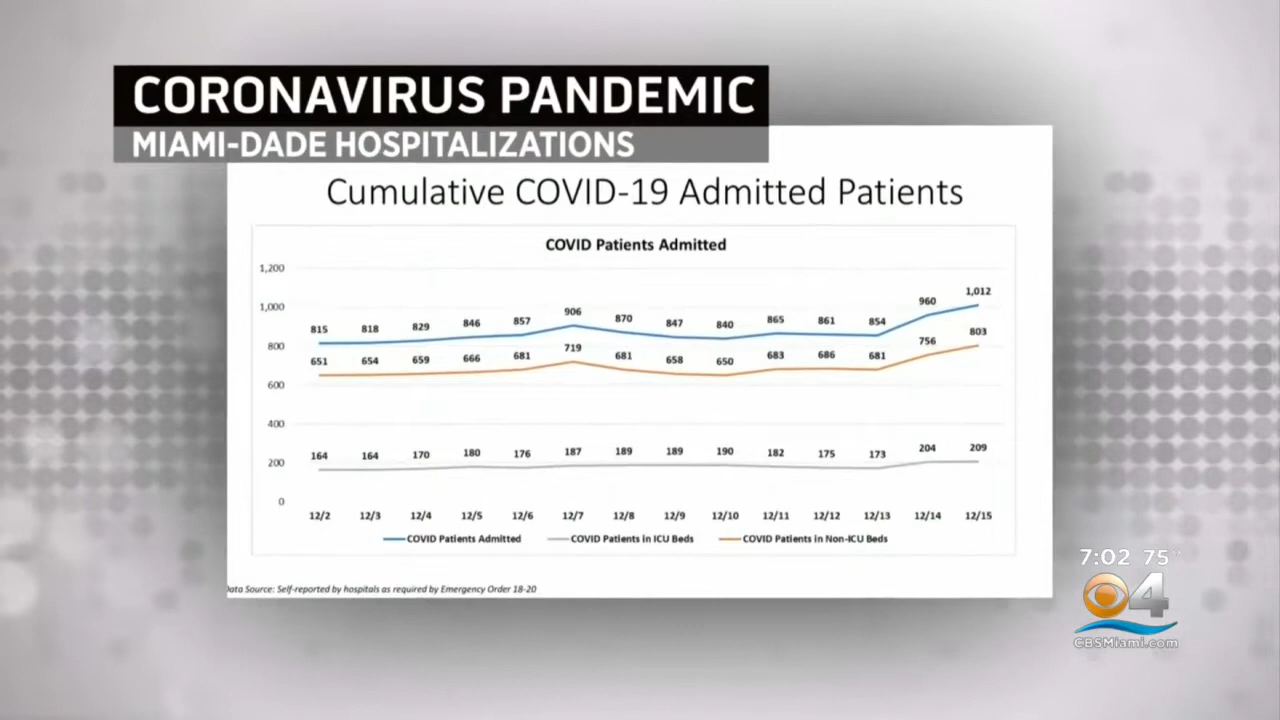 CORONAVIRUS PANDEMIC
MIAMI-DADE HOSPITALIZATIONS
Cumulative COVID-19 Admitted Patients
COVID Patients Admitted
1,200
1,000
800
600
400
200
0
815 818 829 846 857 906 870 847 840 865 861 854 960 1,012
651 654 659 666 681 719 681 658 650 683 686 681 756 803
164 164 170 180 176 187 189 189 190 182 175 173 204 209
12/2 12/3 12/4 12/5 12/6 12/7 12/8 12/9 12/10 12/11 12/12 12/13 12/14 12/15
COVID Patients Admitted COVID Patients in ICU Beds COVID Patients in Non-ICU Beds
ata Source: Self-reported by hospitals as required by Emergency Order 18-20
7:02 75°
4
CBSMiami.com